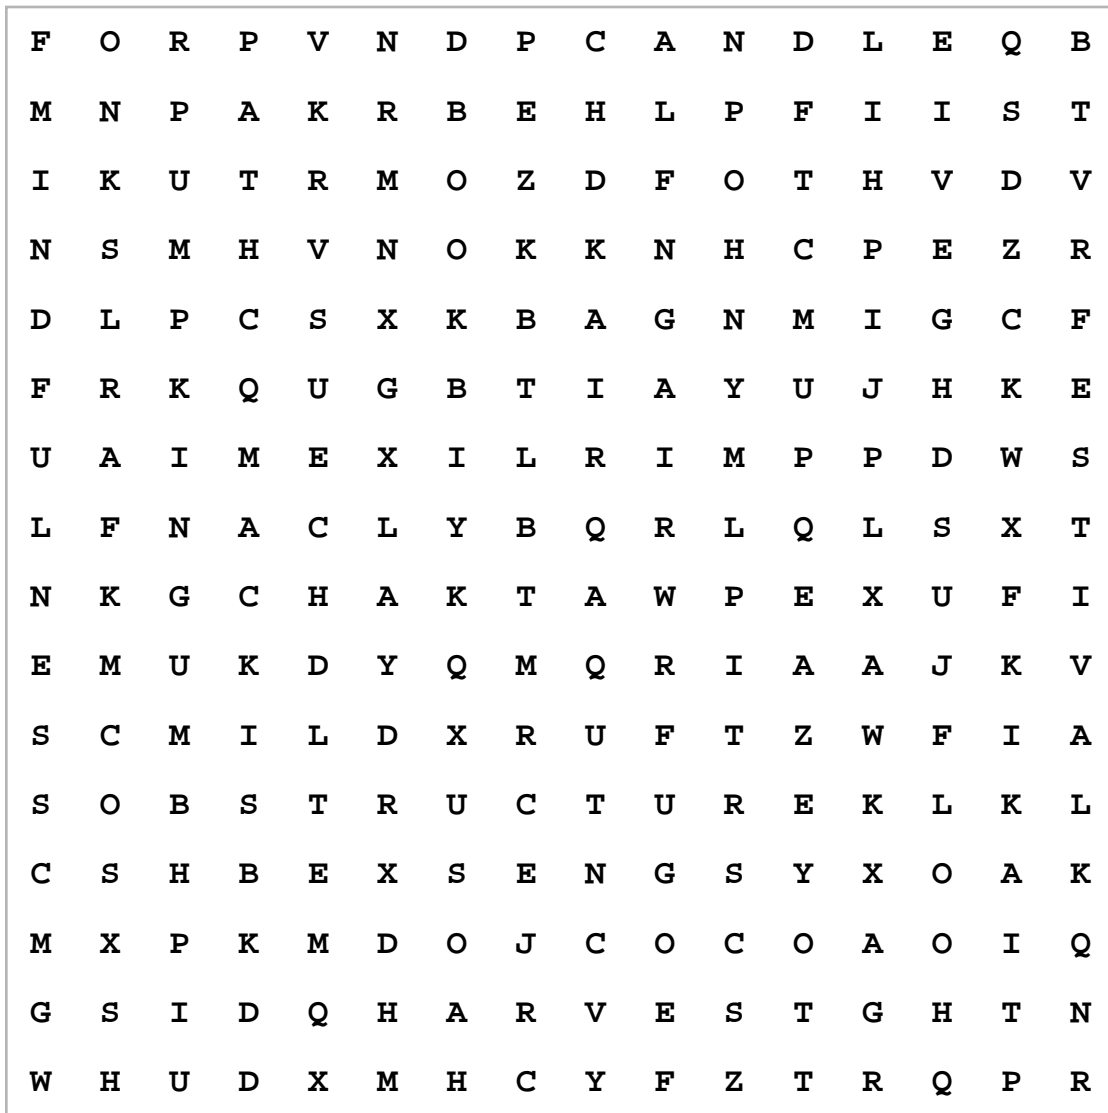 F O R P V N D P C A N D L E Q B
M N P A K R B E H L P F I I S T
I K U T R M O Z D F O T H V D V
N S M H V N O K K N H C P E Z R
D L P C S X K B A G N M I G C F
F R K Q U G B T I A Y U J H K E
U A I M E X I L R I M P P D W S
L F N A C L Y B Q R L Q L S X T
N K G C H A K T A W P E X U F I
E M U K D Y Q M Q R I A A J K V
S C M I L D X R U F T Z W F I A
S O B S T R U C T U R E K L K L
C S H B E X S E N G S Y X O A K
M X P K M D O J C O C O A O I Q
G S I D Q H A R V E S T G H T N
W H U D X M H C Y F Z T R Q P R